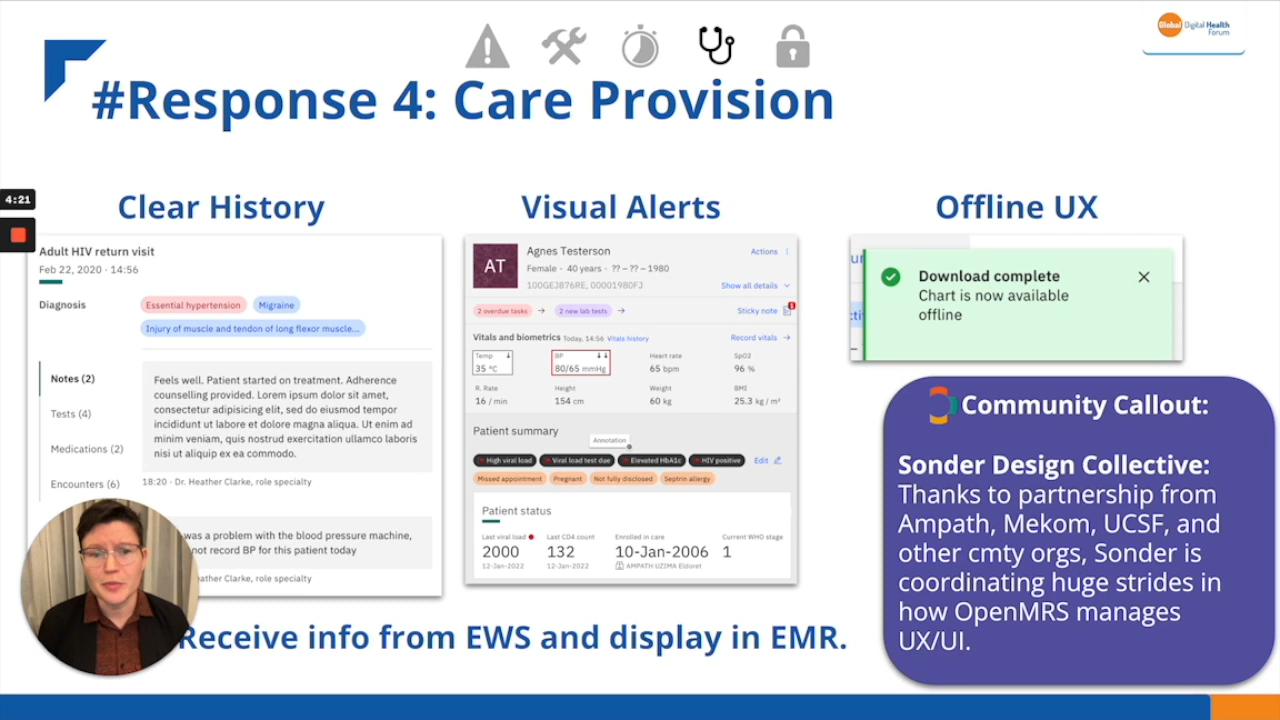 Global Digital Health
Forum
#Response 4: Care Provision
4:21
Clear History
Adult HIV return visit
Feb 22, 2020 · 14:56
Diagnosis
Essential hypertension
Migraine
Injury of muscle and tendon of long flexor muscle...
Notes (2)
Tests (4)
Medications (2)
Encounters (6)
Feels well. Patient started on treatment. Adherence
counselling provided. Lorem ipsum dolor sit amet,
consectetur adipisicing elit, sed do eiusmod tempor
incididunt ut labore et dolore magna aliqua. Ut enim ad
minim veniam, quis nostrud exercitation ullamco laboris
nisi ut aliquip ex ea commodo.
18:20 · Dr. Heather Clarke, role specialty
was a problem with the blood pressure machine,
not record BP for this patient today
eather Clarke, role specialty
Visual Alerts
AT
Agnes Testerson
Actions
Female · 40 years · ?? – ?? – 1980
100GEJ876RE, 00001980FJ
Show all details
2 overdue tasks →
2 new lab tests →
Sticky note
Vitals and biometrics Today, 14:56 Vitals history
Record vitals →
Temp ↓
35 °C
BP ↓↓
80/65 mmHg
Heart rate
65 bpm
SpO2
96 %
R. Rate
16 / min
Height
154 cm
Weight
60 kg
BMI
25.3 kg / m²
Patient summary
Annotation
High viral load
Viral load test due
Elevated HbA1c
HIV positive
Edit
Missed appointment
Pregnant
Not fully disclosed
Septrin allergy
Patient status
Last viral load
2000
12-Jan-2022
Last CD4.count
132
12-Jan-2022
Enrolled in care
10-Jan-2006
AMPATH UZIMA Eldoret
Current WHO stage
1
Offline UX
Download complete
Chart is now available
offline
Community Callout:
Sonder Design Collective:
Thanks to partnership from
Ampath, Mekom, UCSF, and
other cmty orgs, Sonder is
coordinating huge strides in
how OpenMRS manages
UX/UI.
Receive info from EWS and display in EMR.